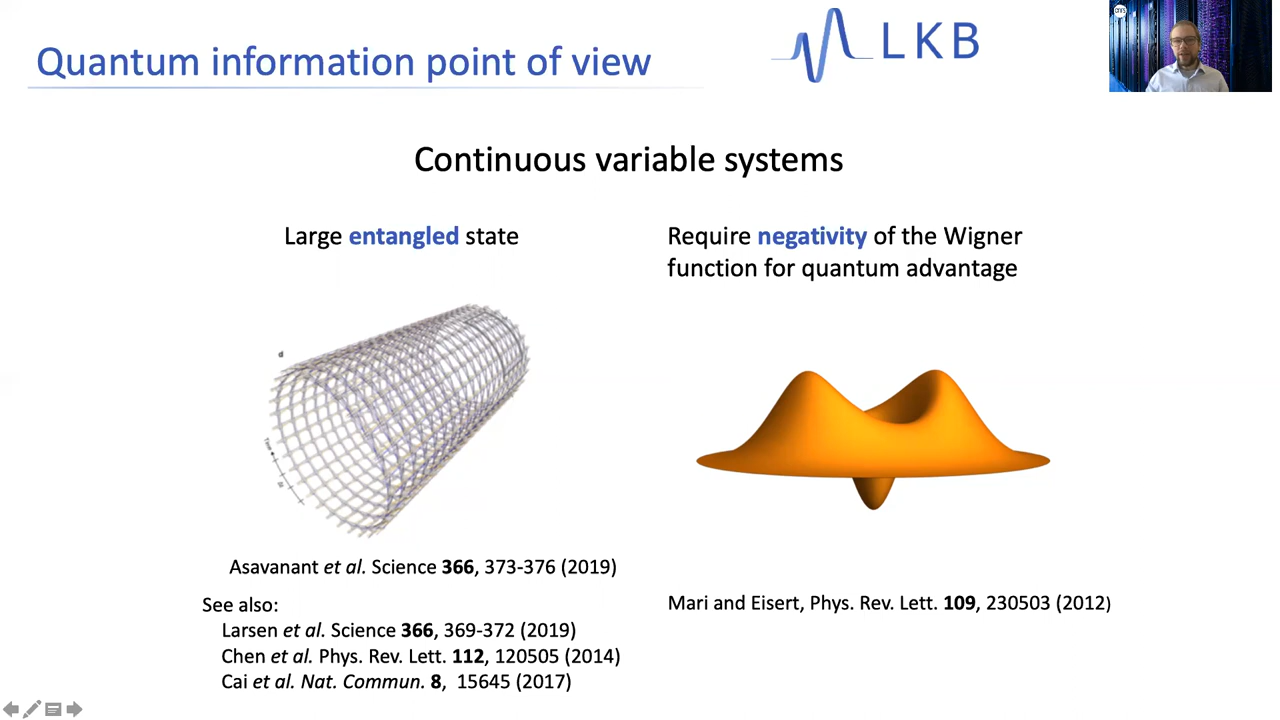 Quantum information point of view
LKB
cnrs
Continuous variable systems
Large entangled state
Require negativity of the Wigner
function for quantum advantage
d
Asavanant et al. Science 366, 373-376 (2019)
See also:
Larsen et al. Science 366, 369-372 (2019)
Chen et al. Phys. Rev. Lett. 112, 120505 (2014)
Cai et al. Nat. Commun. 8, 15645 (2017)
Mari and Eisert, Phys. Rev. Lett. 109, 230503 (2012)